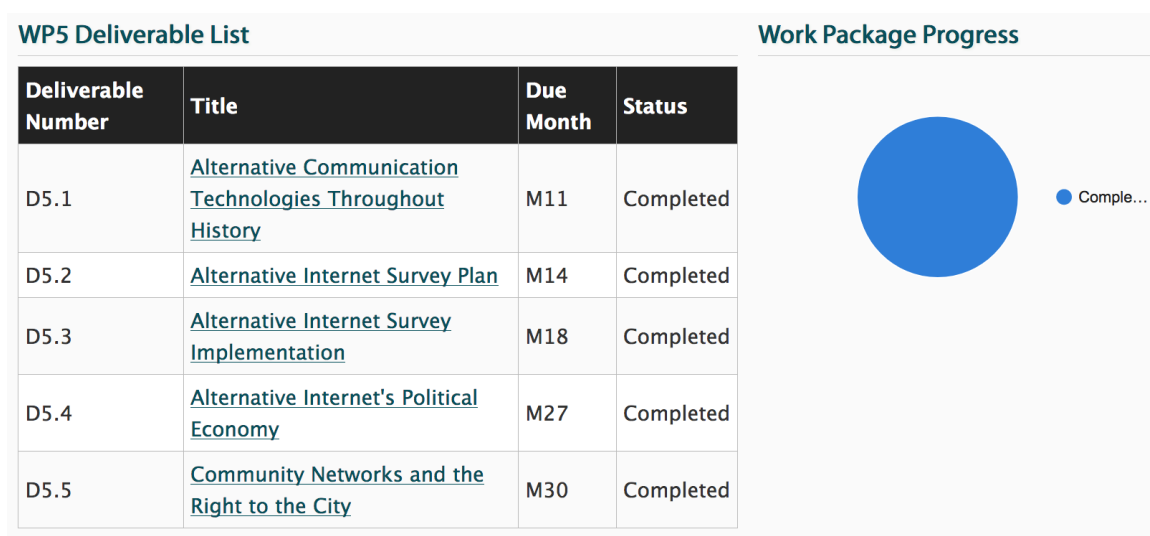 WP5 Deliverable List
Work Package Progress
Deliverable Number Title Due Month Status
D5.1 Alternative Communication Technologies Throughout History M11 Completed
D5.2 Alternative Internet Survey Plan M14 Completed
D5.3 Alternative Internet Survey Implementation M18 Completed
D5.4 Alternative Internet's Political Economy M27 Completed
D5.5 Community Networks and the Right to the City M30 Completed
Comple...